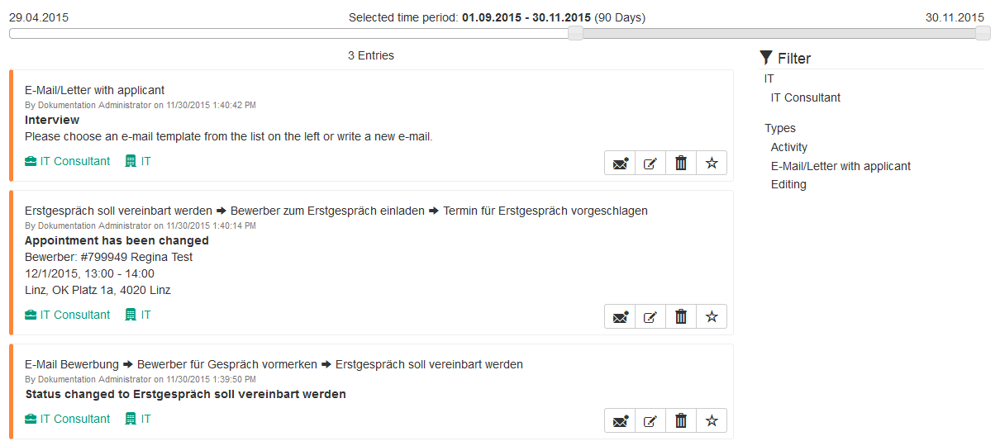 29.04.2015 Selected time period: 01.09.2015 - 30.11.2015 (90 Days) 30.11.2015
3 Entries
E-Mail/Letter with applicant
By Dokumentation Administrator on 11/30/2015 1:40:42 PM
Interview
Please choose an e-mail template from the list on the left or write a new e-mail.
IT Consultant IT
Erstgespräch soll vereinbart werden ➡ Bewerber zum Erstgespräch einladen ➡ Termin für Erstgespräch vorgeschlagen
By Dokumentation Administrator on 11/30/2015 1:40:14 PM
Appointment has been changed
Bewerber: #799949 Regina Test
12/1/2015, 13:00 - 14:00
Linz, OK Platz 1a, 4020 Linz
IT Consultant IT
E-Mail Bewerbung ➡ Bewerber für Gespräch vormerken ➡ Erstgespräch soll vereinbart werden
By Dokumentation Administrator on 11/30/2015 1:39:50 PM
Status changed to Erstgespräch soll vereinbart werden
IT Consultant IT
Filter
IT
IT Consultant
Types
Activity
E-Mail/Letter with applicant
Editing